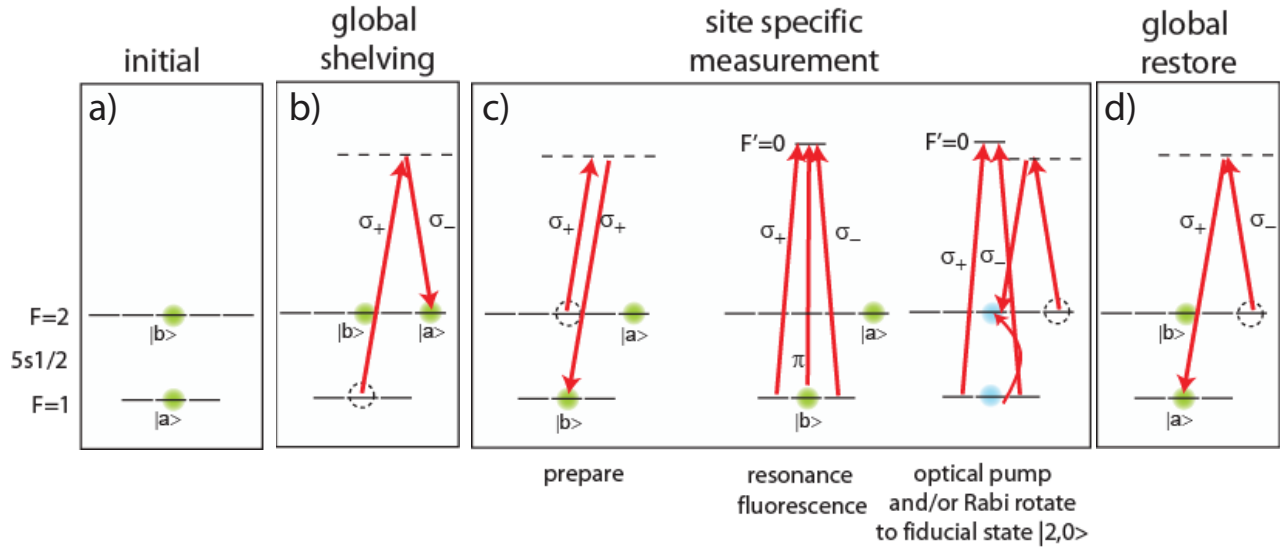 initial
global
shelving
site specific
measurement
global
restore
a)
b)
c)
d)
F'=0
F'=0
σ+
σ−
σ+
σ+
σ+
σ−
σ+
σ−
σ+
σ−
π
F=2
|b>
|b>
|a>
|a>
|a>
|b>
5s1/2
F=1
|a>
|b>
|b>
|a>
prepare
resonance
fluorescence
optical pump
and/or Rabi rotate
to fiducial state |2,0>